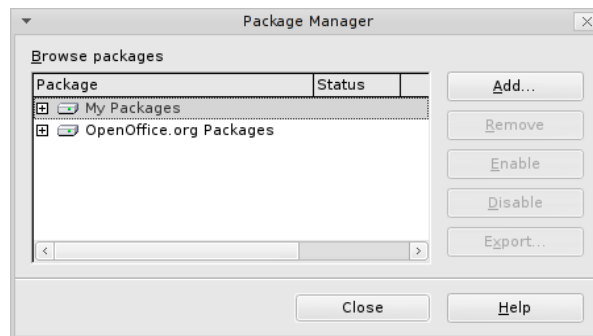 Package Manager
Browse packages
Package Status
My Packages
OpenOffice.org Packages
Add...
Remove
Enable
Disable
Export...
Close Help